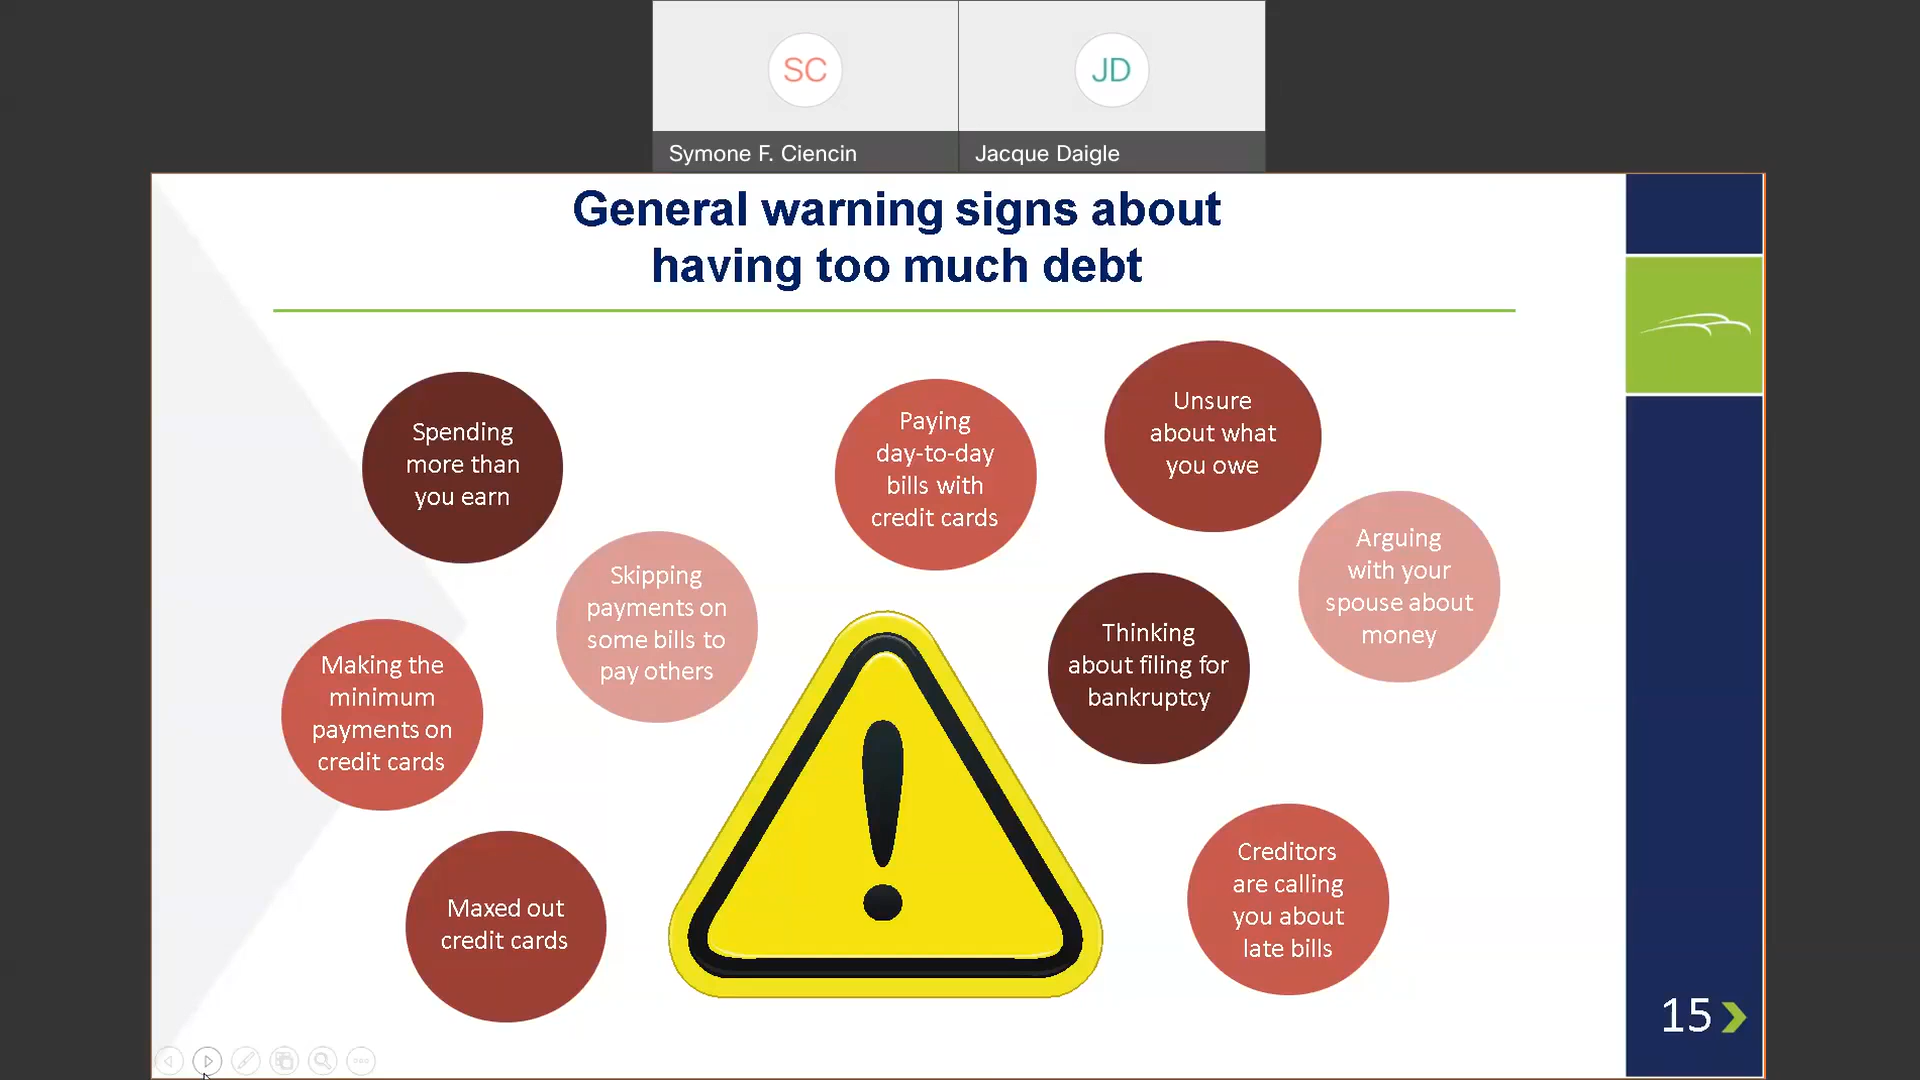 SC
JD
Symone F. Ciencin
Jacque Daigle
General warning signs about
having too much debt
Spending
more than
you earn
Skipping
payments on
some bills to
pay others
Making the
minimum
payments on
credit cards
Maxed out
credit cards
Paying
day-to-day
bills with
credit cards
Unsure
about what
you owe
Arguing
with your
spouse about
money
Thinking
about filing for
bankruptcy
Creditors
are calling
you about
late bills
!
15